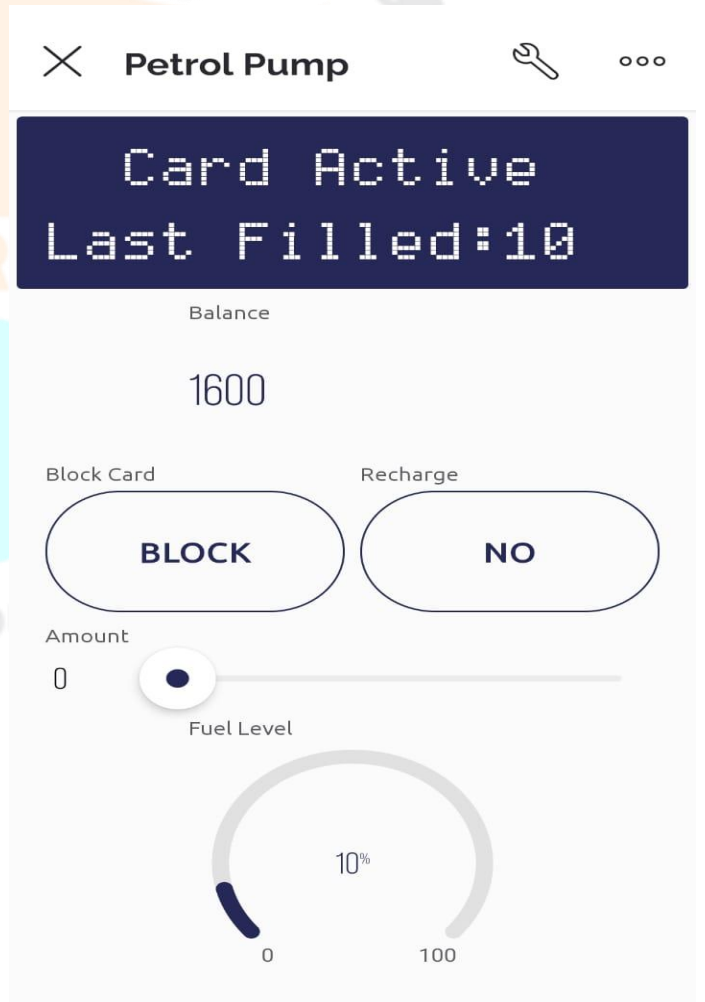 Petrol Pump
Card Active
Last Filled:10
Balance
1600
Block Card Recharge
BLOCK NO
Amount
0
Fuel Level
10%
0 100